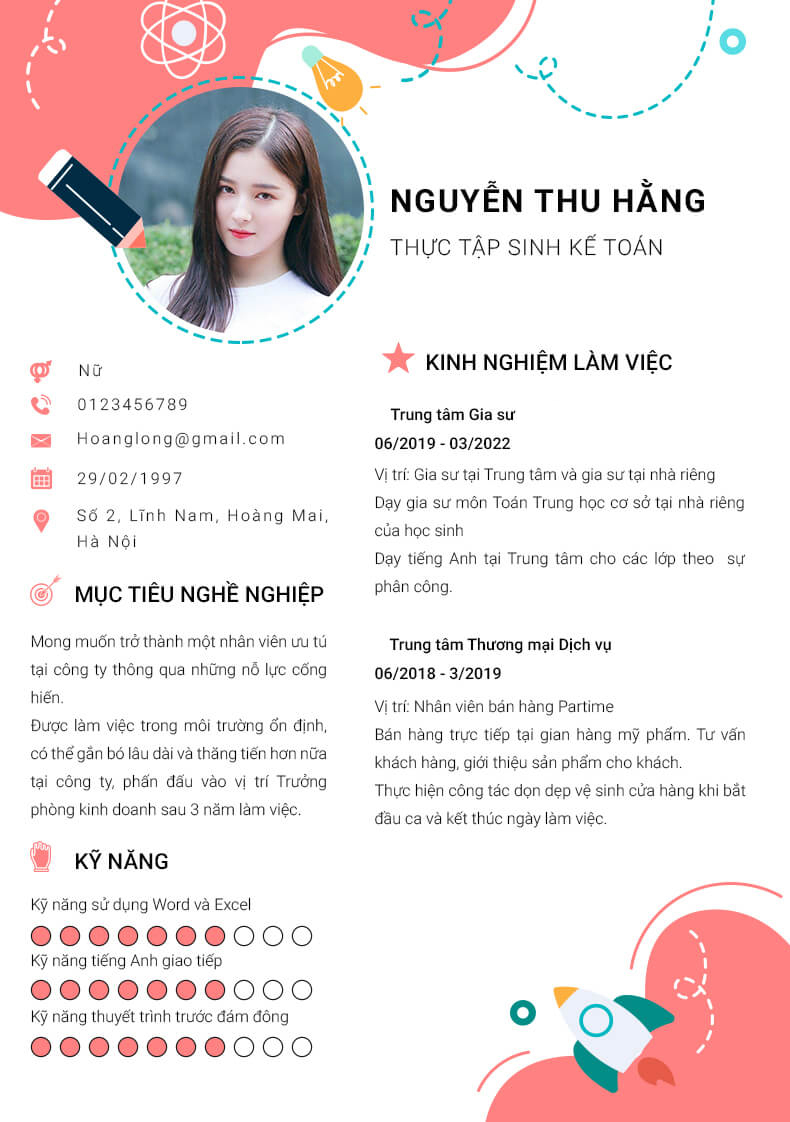 NGUYỄN THU HẰNG
THỰC TẬP SINH KẾ TOÁN
Nữ
0123456789
Hoanglong@gmail.com
29/02/1997
Số 2, Lĩnh Nam, Hoàng Mai,
Hà Nội
MỤC TIÊU NGHỀ NGHIỆP
Mong muốn trở thành một nhân viên ưu tú
tại công ty thông qua những nỗ lực cống
hiến.
Được làm việc trong môi trường ổn định,
có thể gắn bó lâu dài và thăng tiến hơn nữa
tại công ty, phấn đấu vào vị trí Trưởng
phòng kinh doanh sau 3 năm làm việc.
KỸ NĂNG
Kỹ năng sử dụng Word và Excel
Kỹ năng tiếng Anh giao tiếp
Kỹ năng thuyết trình trước đám đông
KINH NGHIỆM LÀM VIỆC
Trung tâm Gia sư
06/2019 - 03/2022
Vị trí: Gia sư tại Trung tâm và gia sư tại nhà riêng
Dạy gia sư môn Toán Trung học cơ sở tại nhà riêng
của học sinh
Dạy tiếng Anh tại Trung tâm cho các lớp theo sự
phân công.
Trung tâm Thương mại Dịch vụ
06/2018 - 3/2019
Vị trí: Nhân viên bán hàng Partime
Bán hàng trực tiếp tại gian hàng mỹ phẩm. Tư vấn
khách hàng, giới thiệu sản phẩm cho khách.
Thực hiện công tác dọn dẹp vệ sinh cửa hàng khi bắt
đầu ca và kết thúc ngày làm việc.